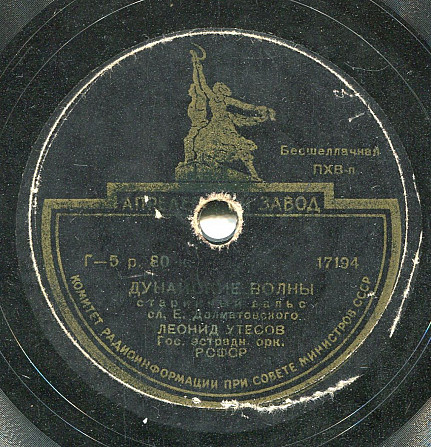 Бесшеллачная
ПХВ-п
ЗАВОД
Г-5 р. 80
17194
ДУНАЙСКИЕ ВОЛНЫ
старинный вальс
сл. Е. Долматовского
ЛЕОНИД УТЕСОВ
Гос. эстрадн. орк.
РСФСР
КОМИТЕТ РАДИОИНФОРМАЦИИ ПРИ СОВЕТЕ МИНИСТРОВ СССР